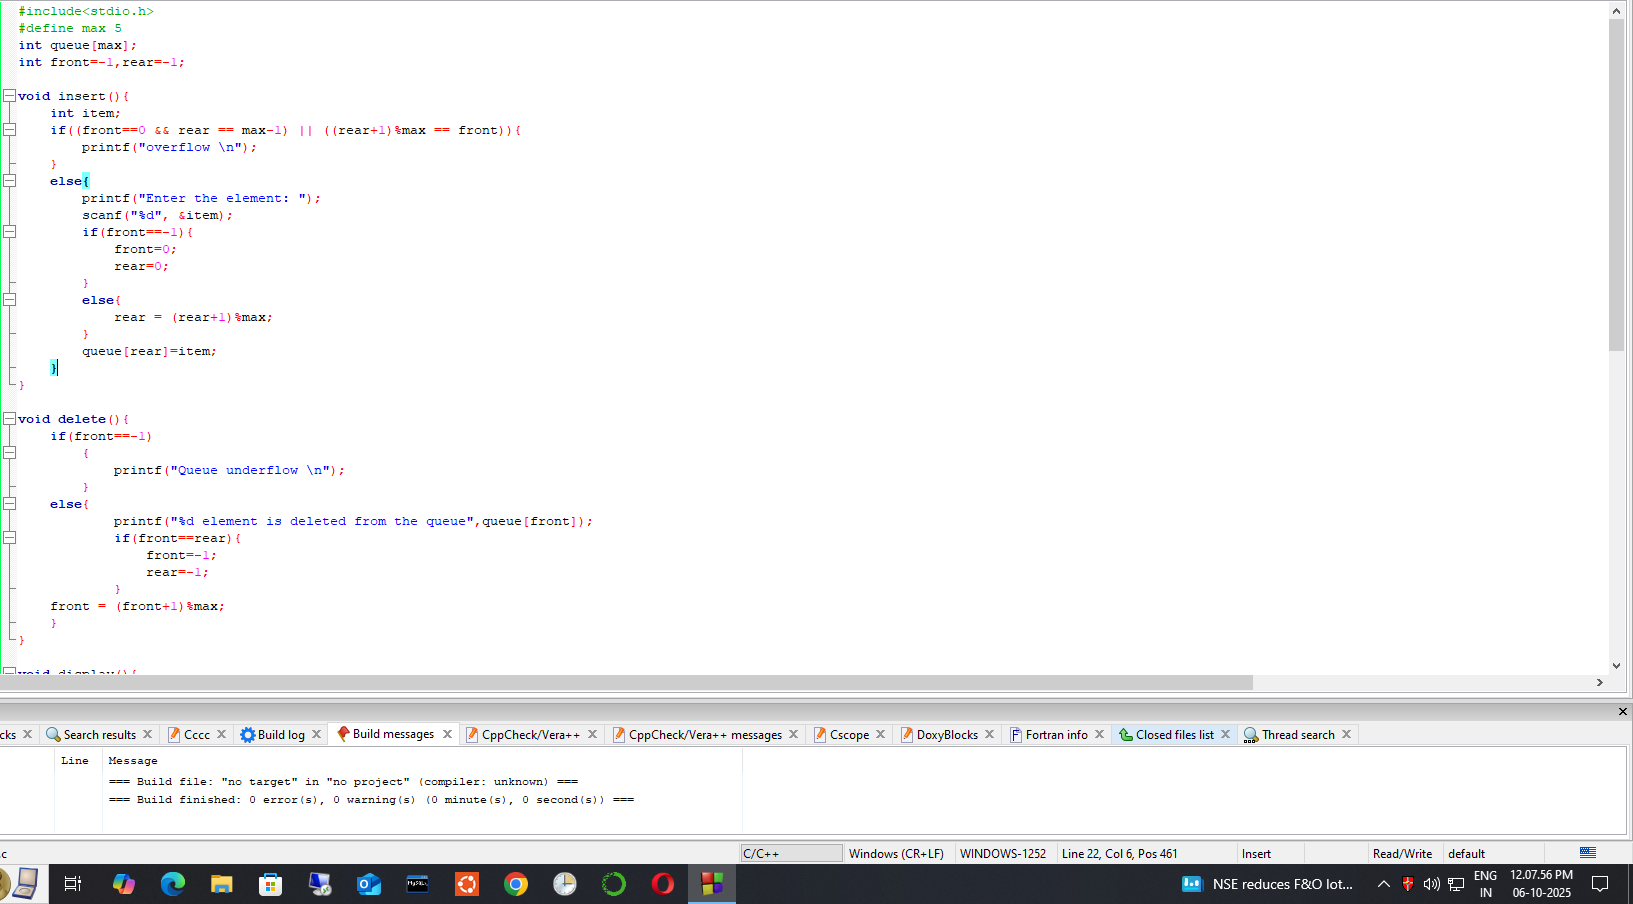 #include<stdio.h>
#define max 5
int queue[max];
int front=-1,rear=-1;
void insert(){
    int item;
    if((front==0 && rear == max-1) || ((rear+1)%max == front)){
        printf("overflow \n");
    }
    else{
        printf("Enter the element: ");
        scanf("%d", &item);
        if(front==-1){
            front=0;
            rear=0;
        }
        else{
            rear = (rear+1)%max;
        }
        queue[rear]=item;
    }
}
void delete(){
    if(front==-1)
        {
            printf("Queue underflow \n");
        }
    else{
            printf("%d element is deleted from the queue",queue[front]);
            if(front==rear){
                front=-1;
                rear=-1;
            }
    front = (front+1)%max;
    }
}
void display(){
cks Search results Cccc Build log Build messages CppCheck/Vera++ CppCheck/Vera++ messages Cscope DoxyBlocks Fortran info Closed files list Thread search
Line Message
=== Build file: "no target" in "no project" (compiler: unknown) ===
=== Build finished: 0 error(s), 0 warning(s) (0 minute(s), 0 second(s)) ===
.c C/C++ Windows (CR+LF) WINDOWS-1252 Line 22, Col 6, Pos 461 Insert Read/Write default
NSE reduces F&O lot... ENG 12.07.56 PM
IN 06-10-2025